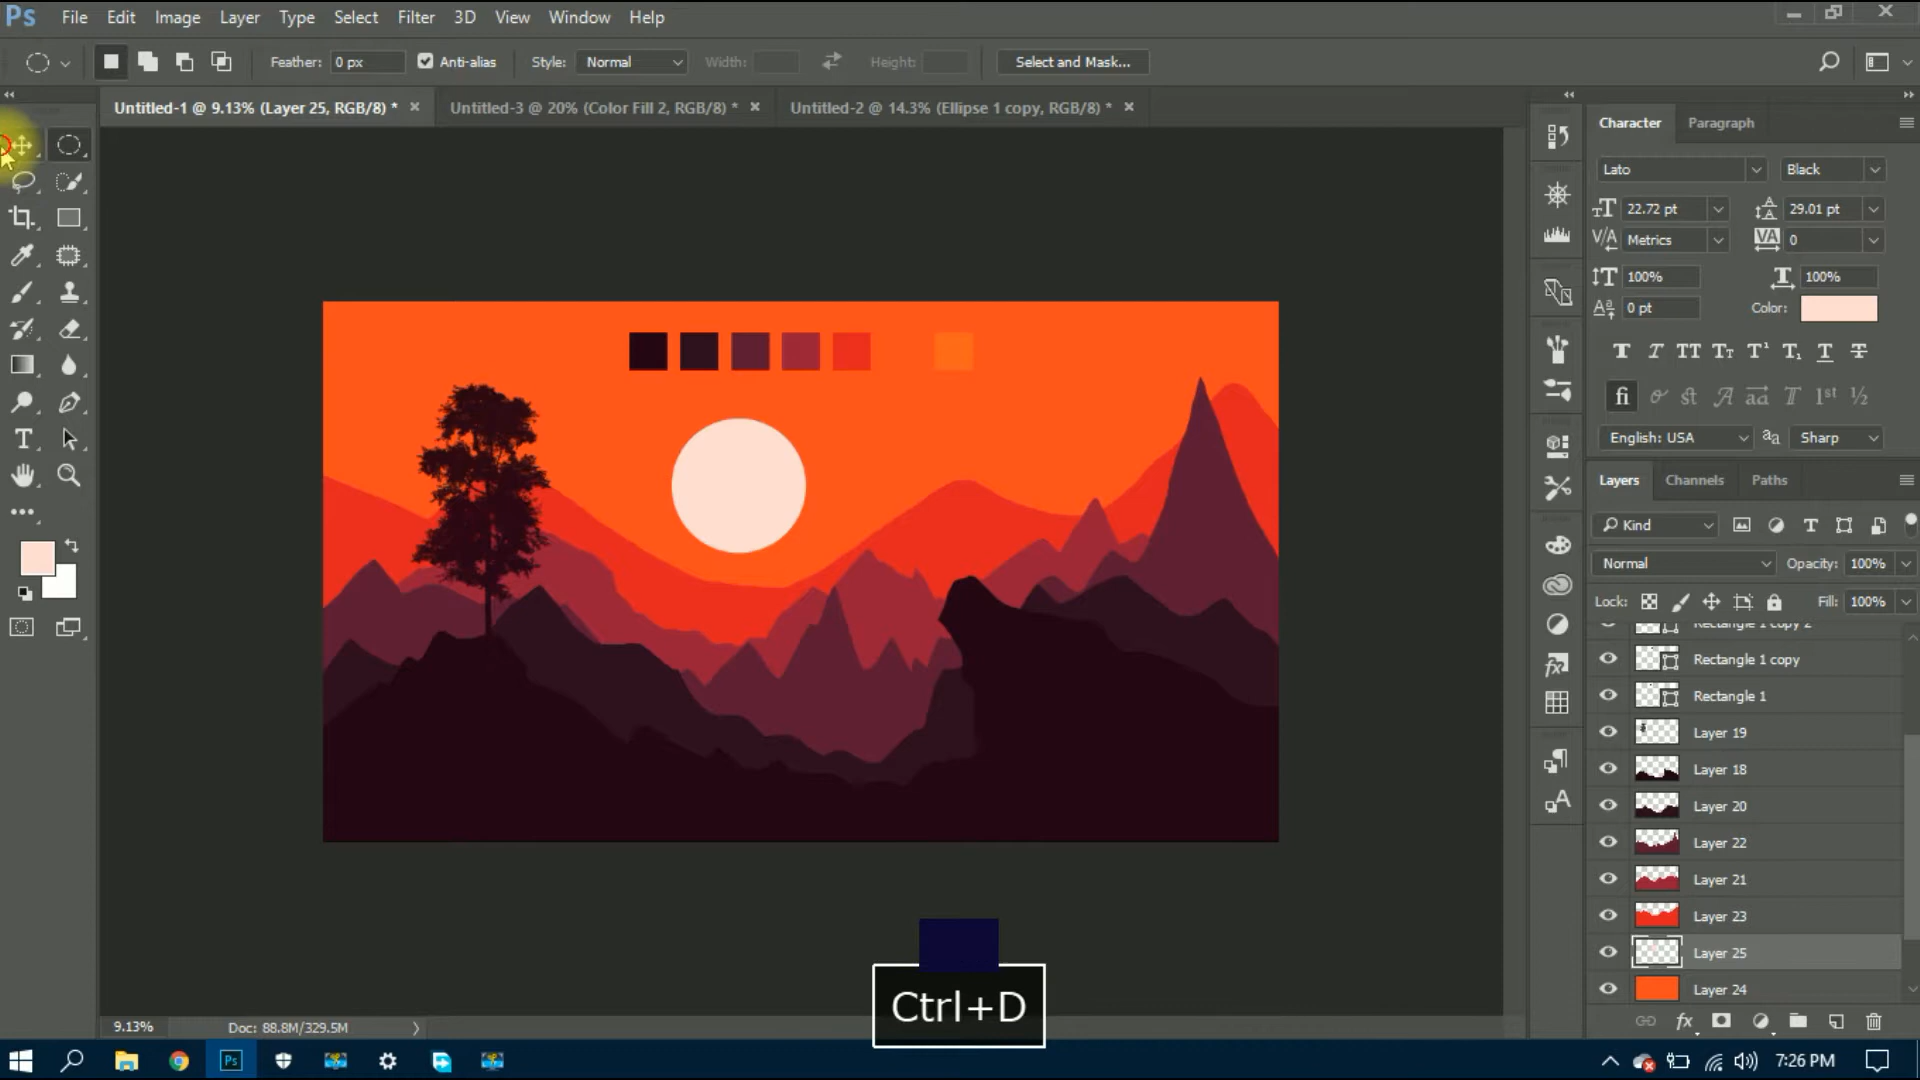 Ps File Edit Image Layer Type Select Filter 3D View Window Help
Feather: 0 px Anti-alias Style: Normal Width: Height: Select and Mask...
Untitled-1 @ 9.13% (Layer 25, RGB/8) * × Untitled-3 @ 20% (Color Fill 2, RGB/8) * × Untitled-2 @ 14.3% (Ellipse 1 copy, RGB/8) * ×
Character Paragraph
Lato Black
22.72 pt 29.01 pt
Metrics 0
100% 100%
0 pt Color:
English: USA Sharp
Layers Channels Paths
Kind
Normal Opacity: 100%
Lock: Fill: 100%
Rectangle 1 copy 2
Rectangle 1 copy
Rectangle 1
Layer 19
Layer 18
Layer 20
Layer 22
Layer 21
Layer 23
Layer 25
Layer 24
Ctrl+D
9.13% Doc: 88.8M/329.5M
Ps 7:26 PM